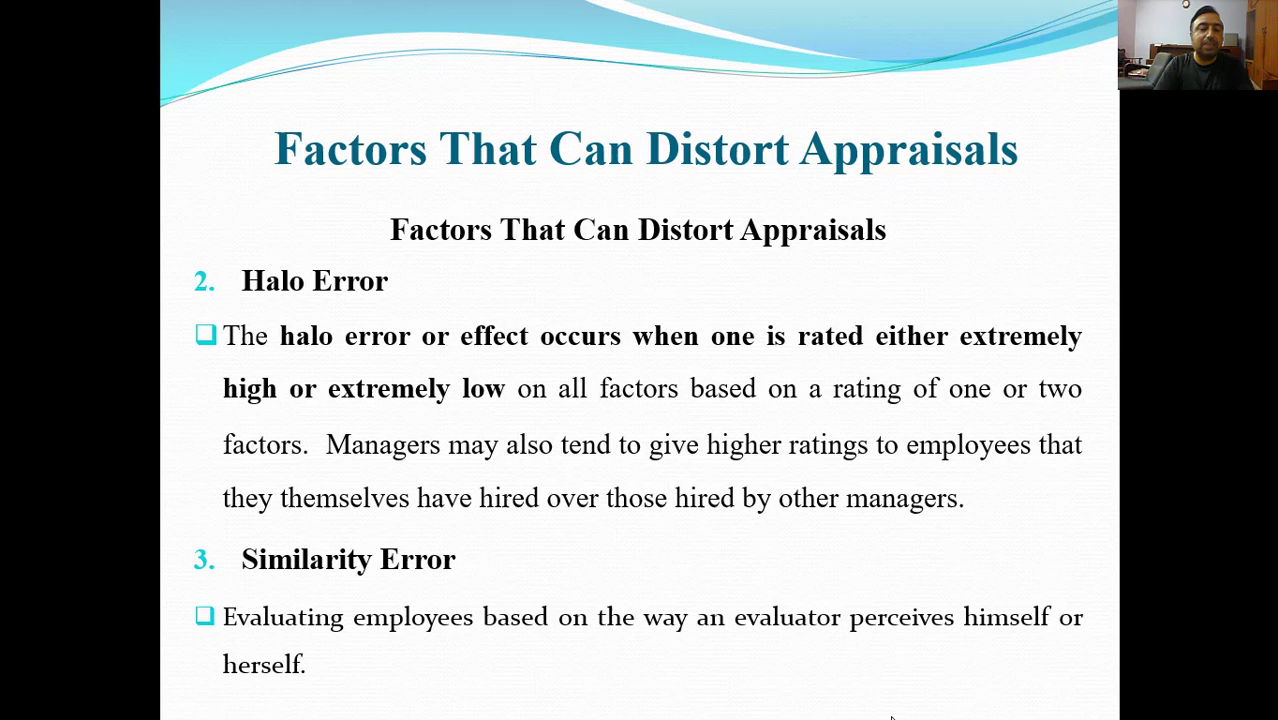 Factors That Can Distort Appraisals
Factors That Can Distort Appraisals
2. Halo Error
The halo error or effect occurs when one is rated either extremely
high or extremely low on all factors based on a rating of one or two
factors. Managers may also tend to give higher ratings to employees that
they themselves have hired over those hired by other managers.
3. Similarity Error
Evaluating employees based on the way an evaluator perceives himself or
herself.